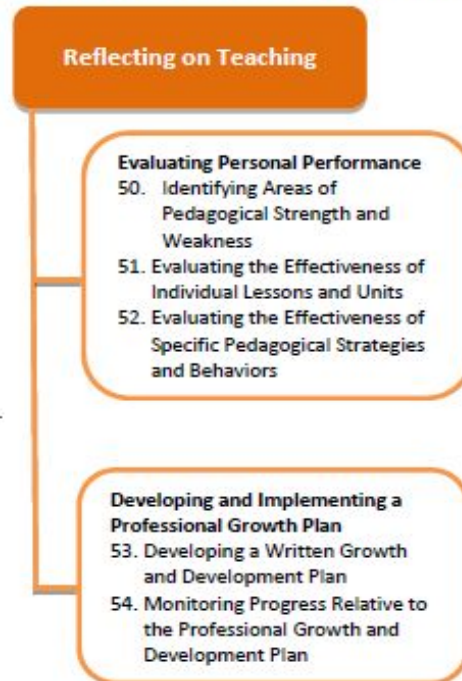 Reflecting on Teaching
Evaluating Personal Performance
50. Identifying Areas of
Pedagogical Strength and
Weakness
51. Evaluating the Effectiveness of
Individual Lessons and Units
52. Evaluating the Effectiveness of
Specific Pedagogical Strategies
and Behaviors
Developing and Implementing a
Professional Growth Plan
53. Developing a Written Growth
and Development Plan
54. Monitoring Progress Relative to
the Professional Growth and
Development Plan